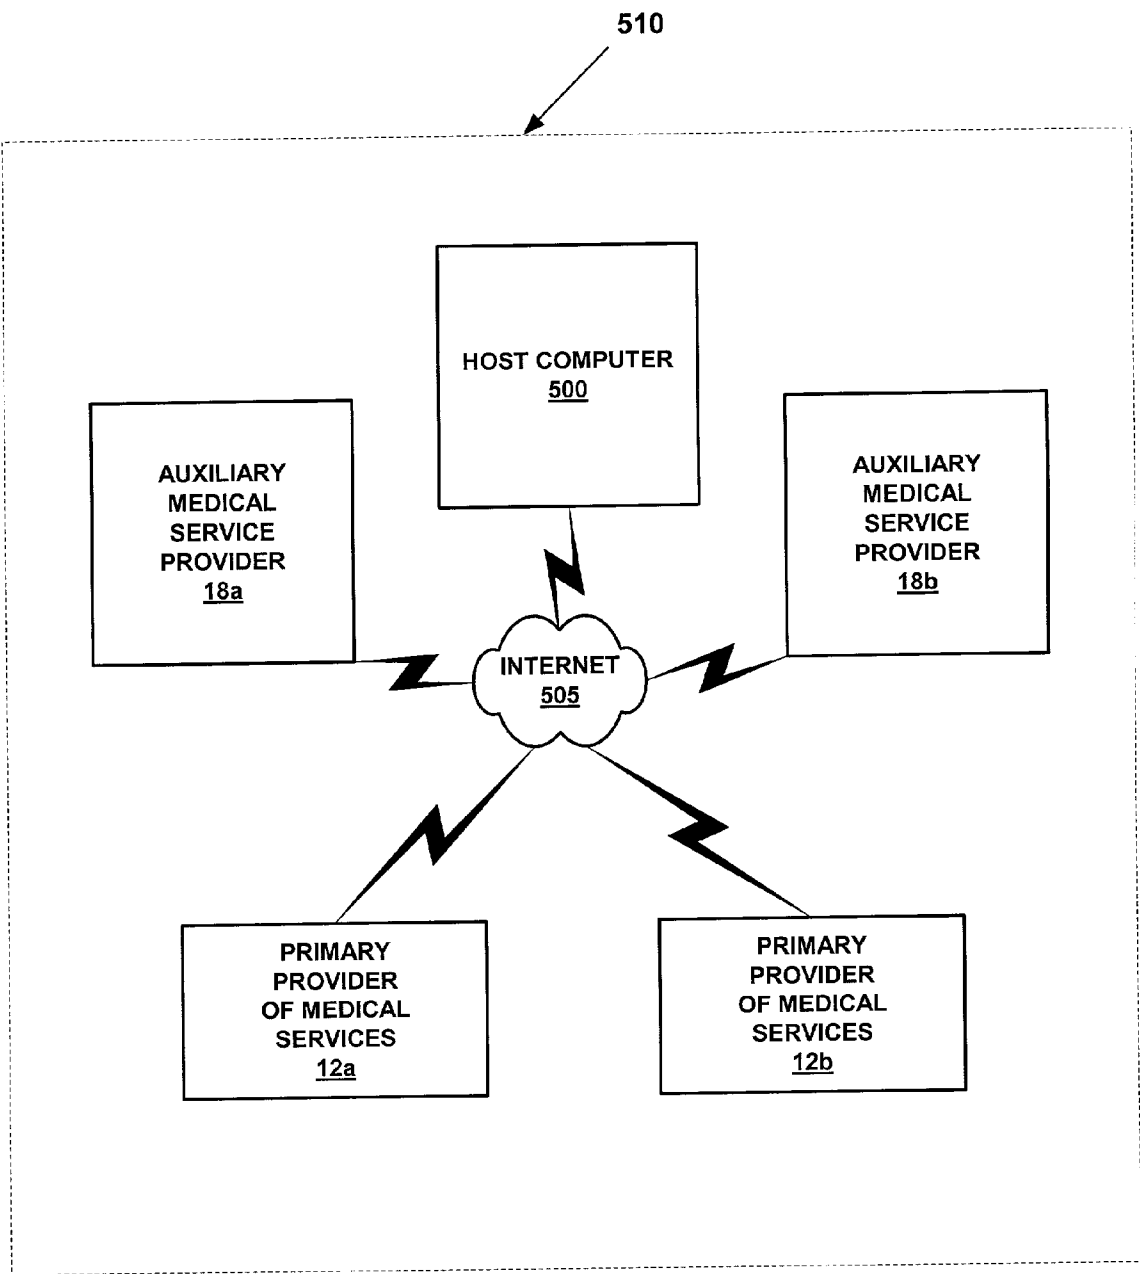 510
HOST COMPUTER
500
AUXILIARY
MEDICAL
SERVICE
PROVIDER
18a
AUXILIARY
MEDICAL
SERVICE
PROVIDER
18b
INTERNET
505
PRIMARY
PROVIDER
OF MEDICAL
SERVICES
12a
PRIMARY
PROVIDER
OF MEDICAL
SERVICES
12b